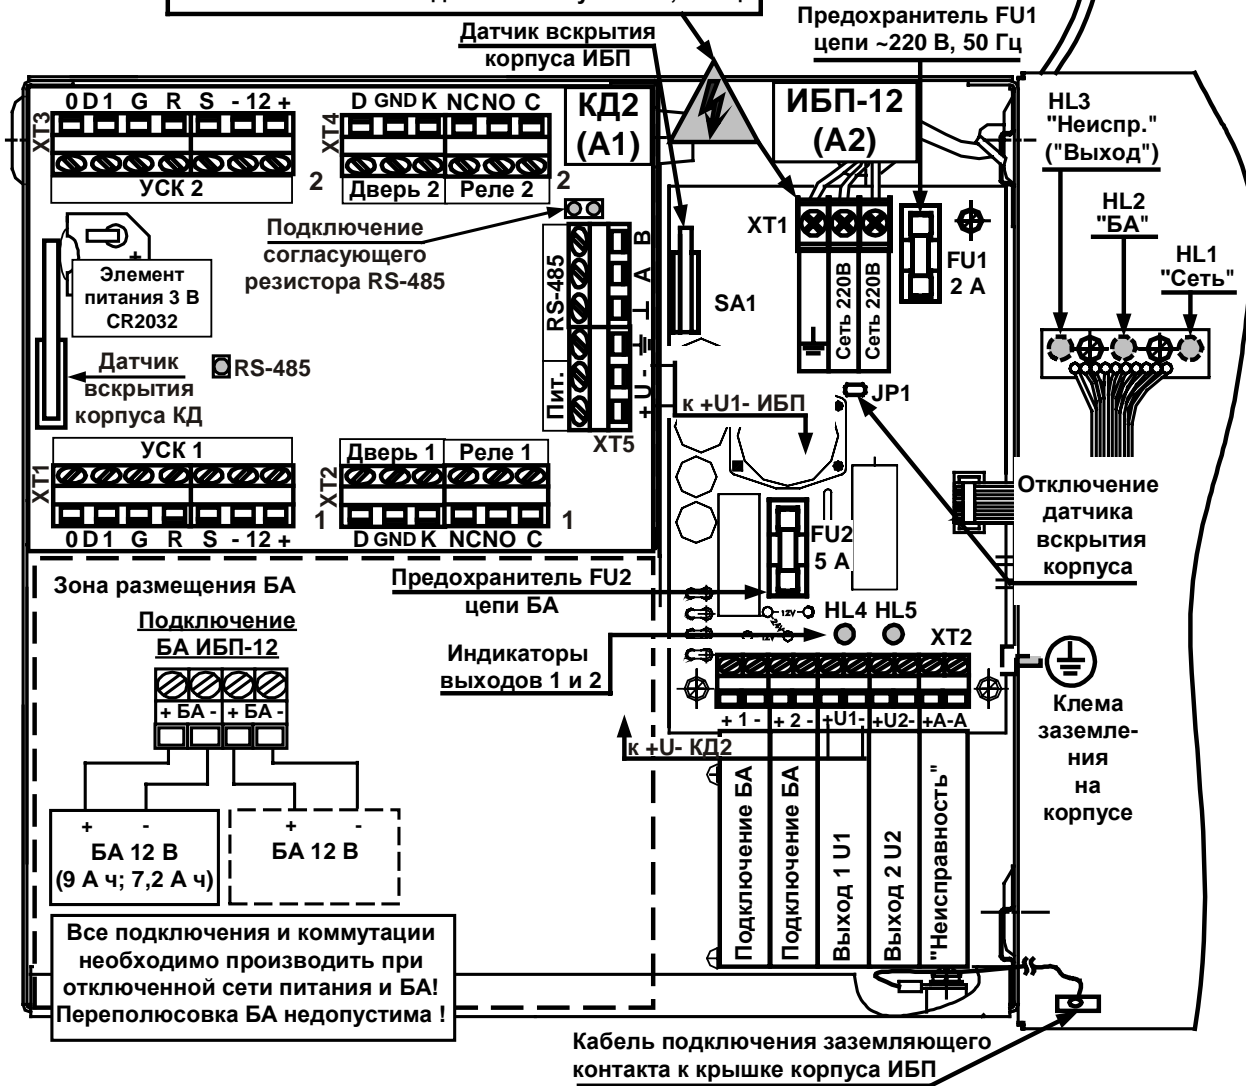 Предохранитель FU1
цепи ~220 В, 50 Гц
Датчик вскрытия
корпуса ИБП
0 D1 G R S - 12 +
XT3
УСК 2
2
D GND K NC NO C
XT4
Дверь 2 Реле 2
2
КД2
(А1)
ИБП-12
(А2)
HL3
"Неиспр."
("Выход")
HL2
"БА"
HL1
"Сеть"
Подключение
согласующего
резистора RS-485
Элемент
питания 3 В
CR2032
+
Датчик
вскрытия
корпуса КД
RS-485
RS-485
Пит.
B
A
+ U -
XT5
SA1
XT1
Сеть 220В
Сеть 220В
FU1
2 А
JP1
к +U1- ИБП
УСК 1
XT1
0 D1 G R S - 12 +
1
Дверь 1 Реле 1
XT2
D GND K NC NO C
1
Отключение
датчика
вскрытия
корпуса
FU2
5 А
Зона размещения БА
Предохранитель FU2
цепи БА
12V
24V
12V
HL4 HL5
XT2
Подключение
БА ИБП-12
+ БА - + БА -
Индикаторы
выходов 1 и 2
+ 1 - + 2 - +U1- +U2- +А-А
к +U- КД2
Подключение БА
Подключение БА
Выход 1 U1
Выход 2 U2
"Неисправность"
Клема
заземле-
ния
на
корпусе
+ -
БА 12 В
(9 А ч; 7,2 А ч)
+ -
БА 12 В
Все подключения и коммутации
необходимо производить при
отключенной сети питания и БА!
Переполюсовка БА недопустима !
Кабель подключения заземляющего
контакта к крышке корпуса ИБП